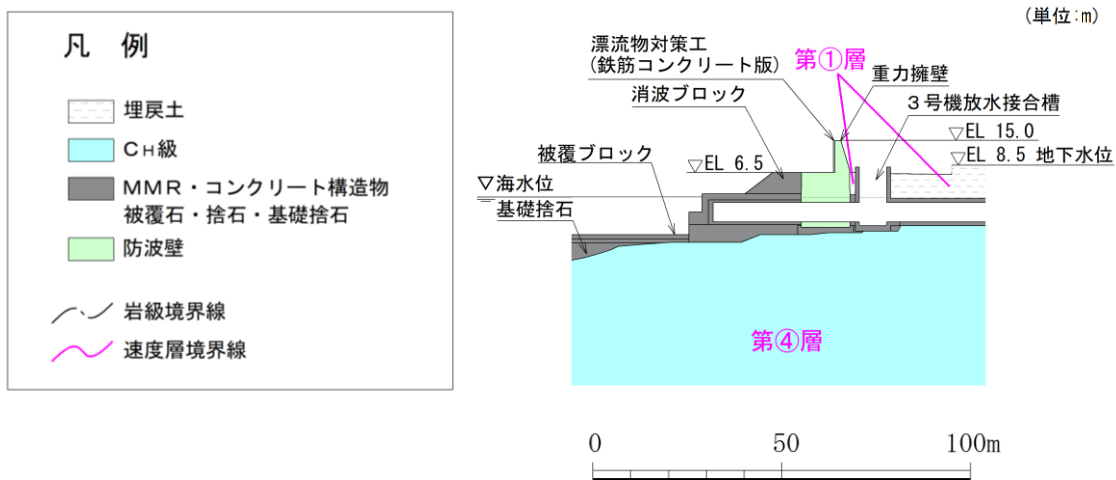 凡 例
埋戻土
CH級
MMR・コンクリート構造物
被覆石・捨石・基礎捨石
防波壁
岩級境界線
速度層境界線
(単位:m)
漂流物対策工
(鉄筋コンクリート版)
第①層
重力擁壁
消波ブロック
3号機放水接合槽
▽EL 15.0
被覆ブロック
▽EL 6.5
▽EL 8.5 地下水位
▽海水位
基礎捨石
第④層
0 50 100m